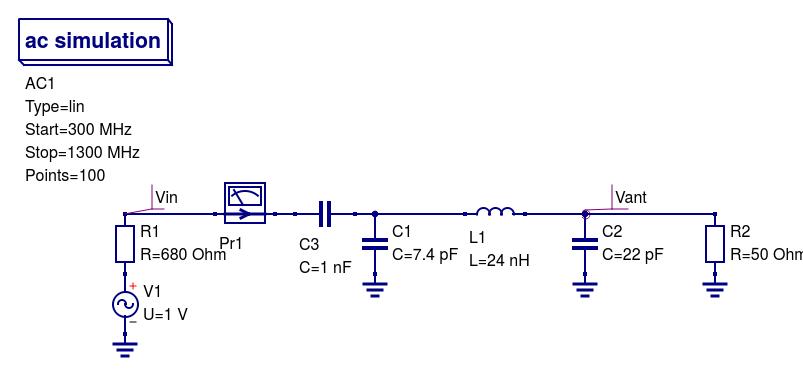 ac simulation
AC1
Type=lin
Start=300 MHz
Stop=1300 MHz
Points=100
Vin
Vant
R1
R=680 Ohm
Pr1
C3
C=1 nF
C1
C=7.4 pF
L1
L=24 nH
C2
C=22 pF
R2
R=50 Ohm
V1
U=1 V
+
−